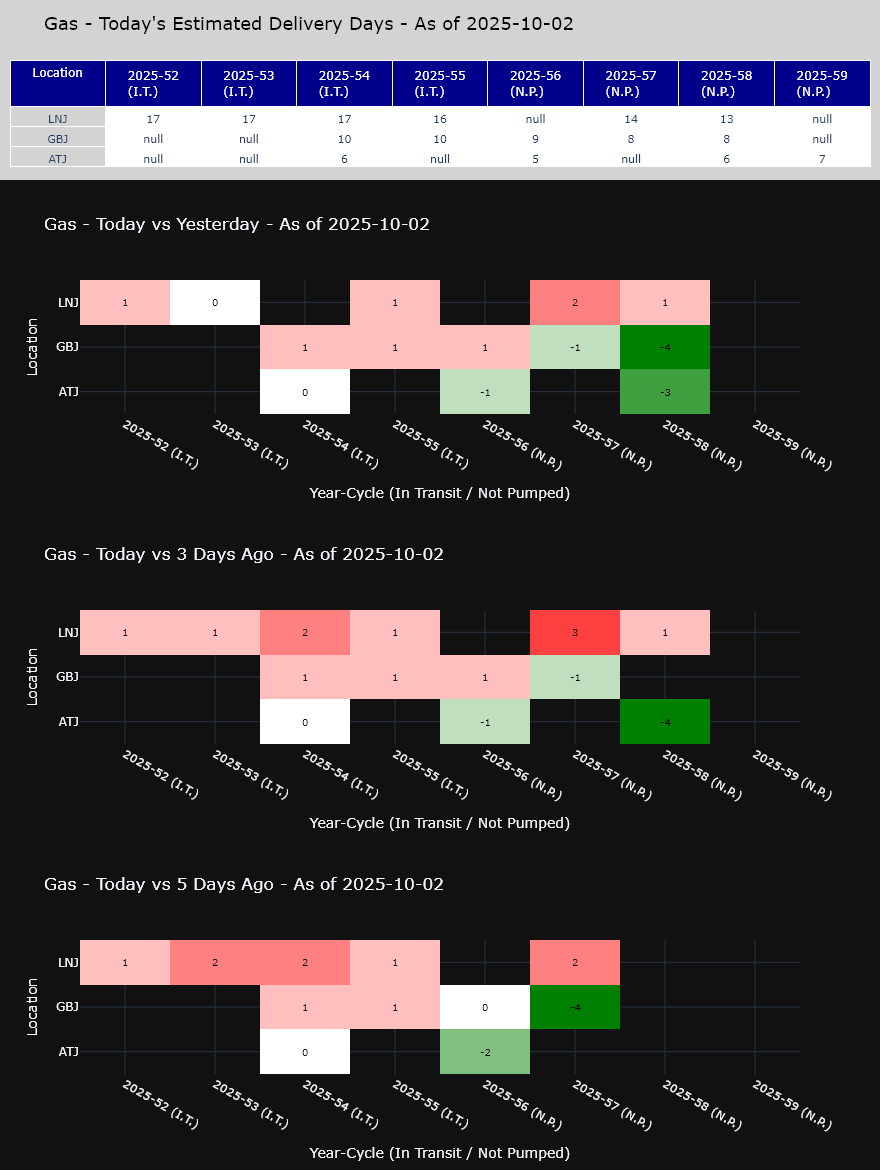 Gas - Today's Estimated Delivery Days - As of 2025-10-02
Location 2025-52 (I.T.) 2025-53 (I.T.) 2025-54 (I.T.) 2025-55 (I.T.) 2025-56 (N.P.) 2025-57 (N.P.) 2025-58 (N.P.) 2025-59 (N.P.)
LNJ 17 17 17 16 null 14 13 null
GBJ null null 10 10 9 8 8 null
ATJ null null 6 null 5 null 6 7
Gas - Today vs Yesterday - As of 2025-10-02
Location
LNJ 1 0 1 2 1
GBJ 1 1 1 -1 -4
ATJ 0 -1 -3
2025-52 (I.T.) 2025-53 (I.T.) 2025-54 (I.T.) 2025-55 (I.T.) 2025-56 (N.P.) 2025-57 (N.P.) 2025-58 (N.P.) 2025-59 (N.P.)
Year-Cycle (In Transit / Not Pumped)
Gas - Today vs 3 Days Ago - As of 2025-10-02
Location
LNJ 1 1 2 1 3 1
GBJ 1 1 1 -1
ATJ 0 -1 -4
2025-52 (I.T.) 2025-53 (I.T.) 2025-54 (I.T.) 2025-55 (I.T.) 2025-56 (N.P.) 2025-57 (N.P.) 2025-58 (N.P.) 2025-59 (N.P.)
Year-Cycle (In Transit / Not Pumped)
Gas - Today vs 5 Days Ago - As of 2025-10-02
Location
LNJ 1 2 2 1 2
GBJ 1 1 0 -4
ATJ 0 -2
2025-52 (I.T.) 2025-53 (I.T.) 2025-54 (I.T.) 2025-55 (I.T.) 2025-56 (N.P.) 2025-57 (N.P.) 2025-58 (N.P.) 2025-59 (N.P.)
Year-Cycle (In Transit / Not Pumped)